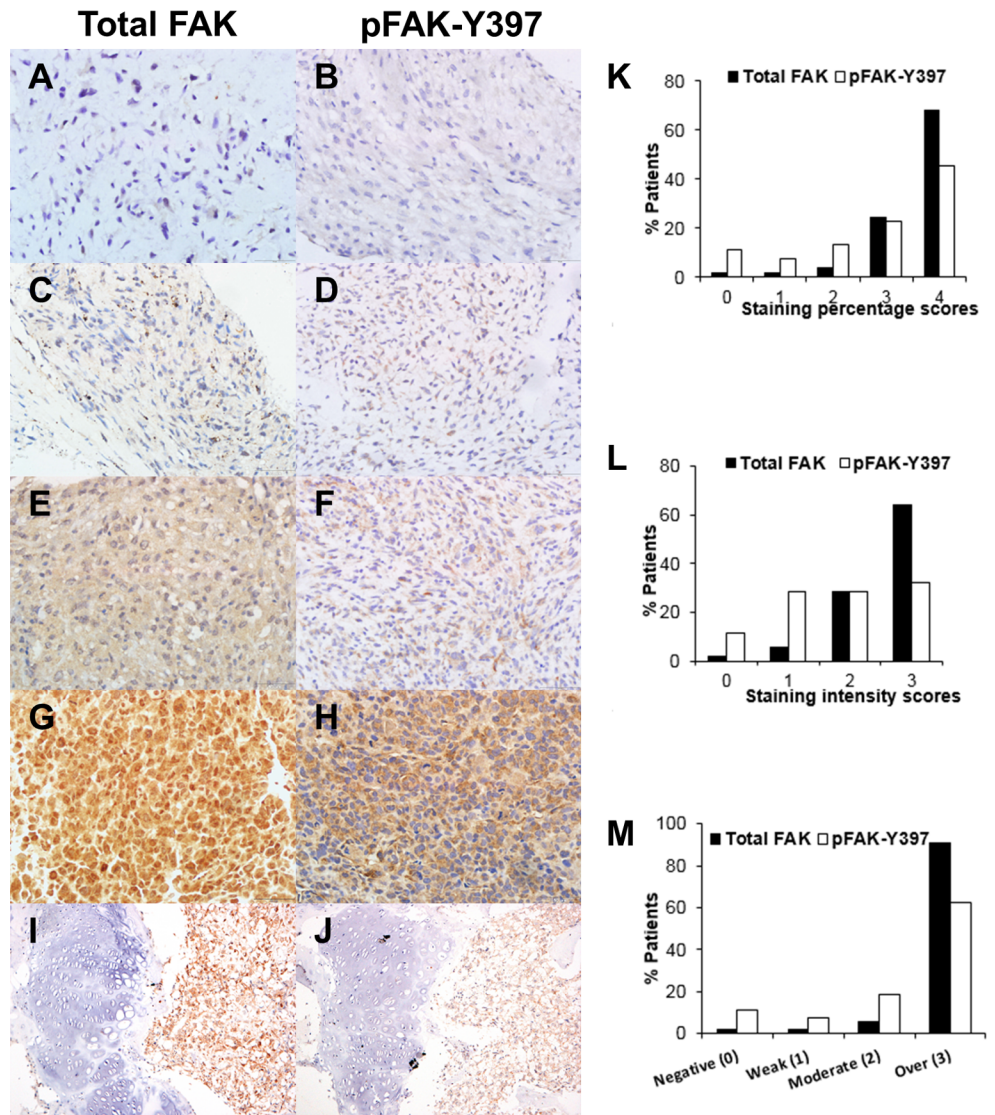 Total FAK pFAK-Y397
A B
C D
E F
G H
I J
K
Total FAK pFAK-Y397
80
60
40
20
0
% Patients
0 1 2 3 4
Staining percentage scores
L
Total FAK pFAK-Y397
80
60
40
20
0
% Patients
0 1 2 3
Staining intensity scores
M
Total FAK pFAK-Y397
100
80
60
40
20
0
% Patients
Negative (0) Weak (1) Moderate (2) Over (3)